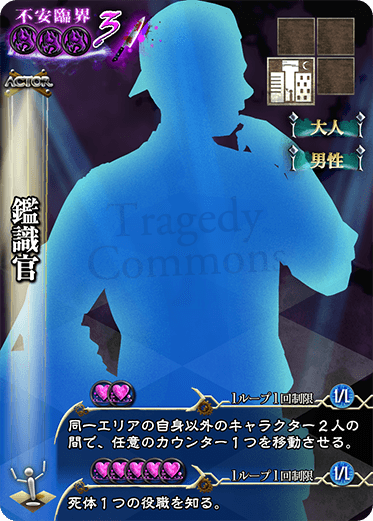 不安臨界
3
ACTOR
大人
男性
鑑識官
Tragedy
Commons
1ループ1回制限 1/L
同一エリアの自身以外のキャラクター2人の
間で、任意のカウンター1つを移動させる。
1ループ1回制限 1/L
死体1つの役職を知る。